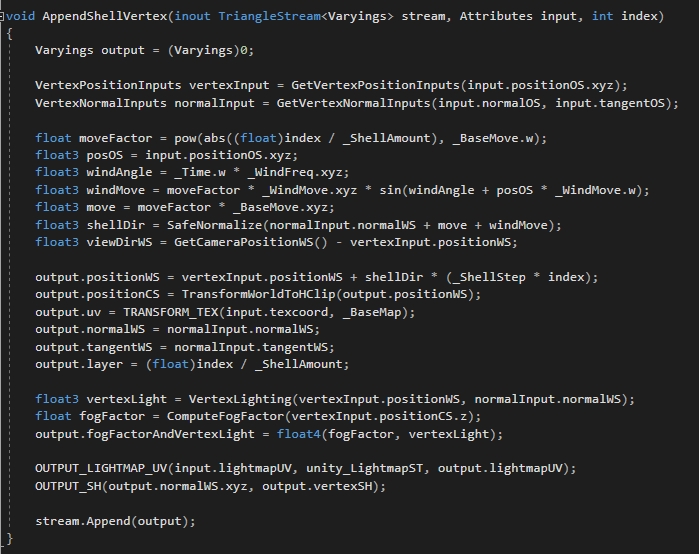 void AppendShellVertex(inout TriangleStream<Varyings> stream, Attributes input, int index)
{
    Varyings output = (Varyings)0;

    VertexPositionInputs vertexInput = GetVertexPositionInputs(input.positionOS.xyz);
    VertexNormalInputs normalInput = GetVertexNormalInputs(input.normalOS, input.tangentOS);

    float moveFactor = pow(abs((float)index / _ShellAmount), _BaseMove.w);
    float3 posOS = input.positionOS.xyz;
    float3 windAngle = _Time.w * _WindFreq.xyz;
    float3 windMove = moveFactor * _WindMove.xyz * sin(windAngle + posOS * _WindMove.w);
    float3 move = moveFactor * _BaseMove.xyz;
    float3 shellDir = SafeNormalize(normalInput.normalWS + move + windMove);
    float3 viewDirWS = GetCameraPositionWS() - vertexInput.positionWS;

    output.positionWS = vertexInput.positionWS + shellDir * (_ShellStep * index);
    output.positionCS = TransformWorldToHClip(output.positionWS);
    output.uv = TRANSFORM_TEX(input.texcoord, _BaseMap);
    output.normalWS = normalInput.normalWS;
    output.tangentWS = normalInput.tangentWS;
    output.layer = (float)index / _ShellAmount;

    float3 vertexLight = VertexLighting(vertexInput.positionWS, normalInput.normalWS);
    float fogFactor = ComputeFogFactor(vertexInput.positionCS.z);
    output.fogFactorAndVertexLight = float4(fogFactor, vertexLight);

    OUTPUT_LIGHTMAP_UV(input.lightmapUV, unity_LightmapST, output.lightmapUV);
    OUTPUT_SH(output.normalWS.xyz, output.vertexSH);

    stream.Append(output);
}